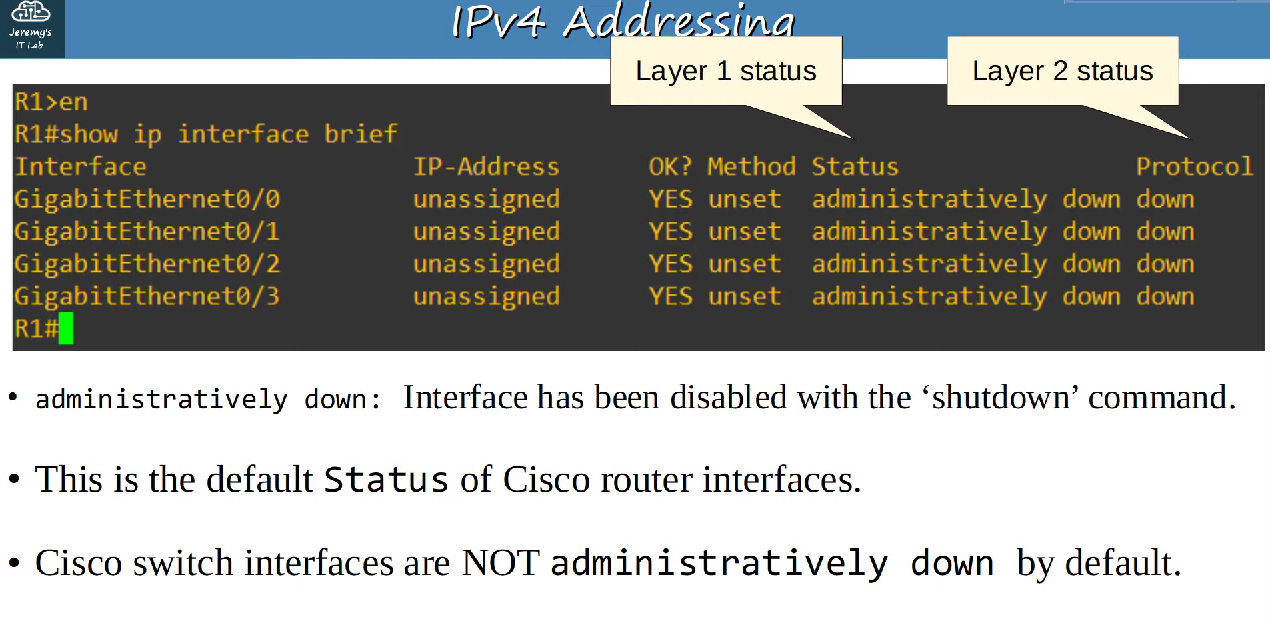 Jeremy's
IT Lab
IPv4 Addressing
Layer 1 status
Layer 2 status
R1>en
R1#show ip interface brief
Interface IP-Address OK? Method Status Protocol
GigabitEthernet0/0 unassigned YES unset administratively down down
GigabitEthernet0/1 unassigned YES unset administratively down down
GigabitEthernet0/2 unassigned YES unset administratively down down
GigabitEthernet0/3 unassigned YES unset administratively down down
R1#
• administratively down: Interface has been disabled with the ‘shutdown’ command.
• This is the default Status of Cisco router interfaces.
• Cisco switch interfaces are NOT administratively down by default.